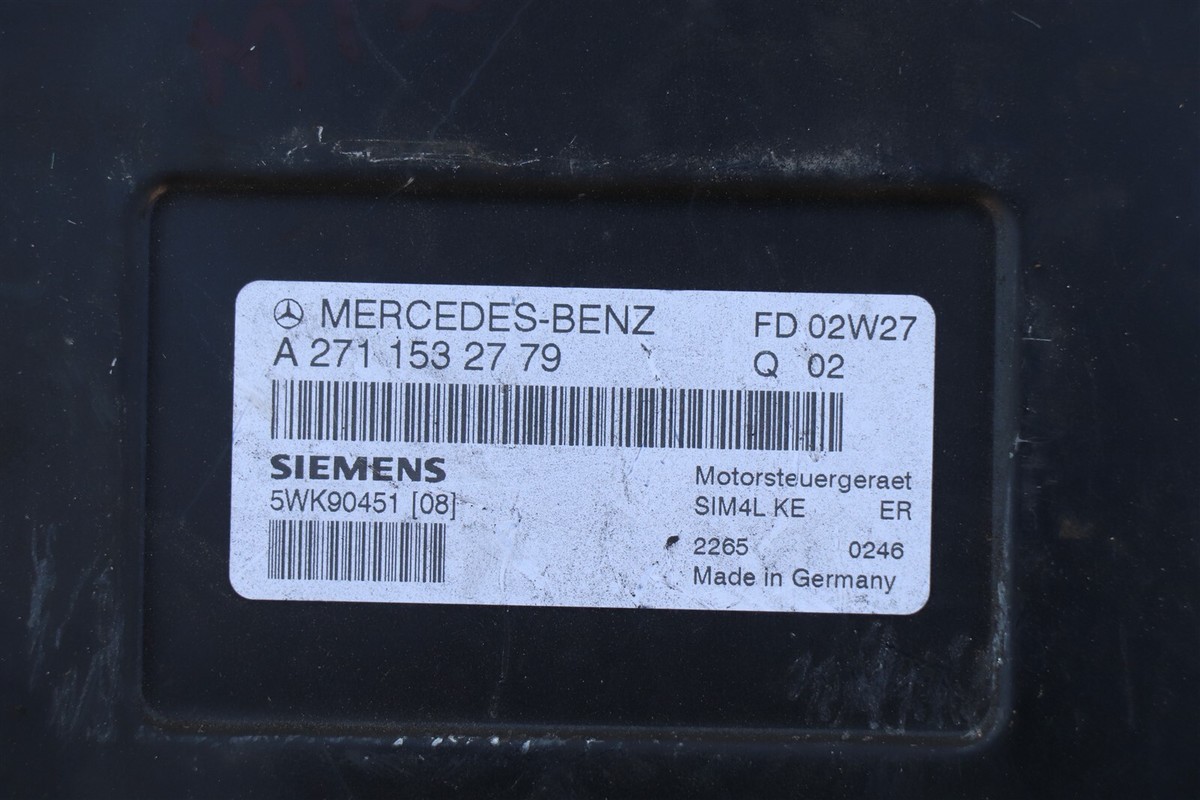 MERCEDES-BENZ FD 02W27
A 271 153 27 79 Q 02
SIEMENS
5WK90451 [08]
Motorsteuergeraet
SIM4L KE ER
2265 0246
Made in Germany